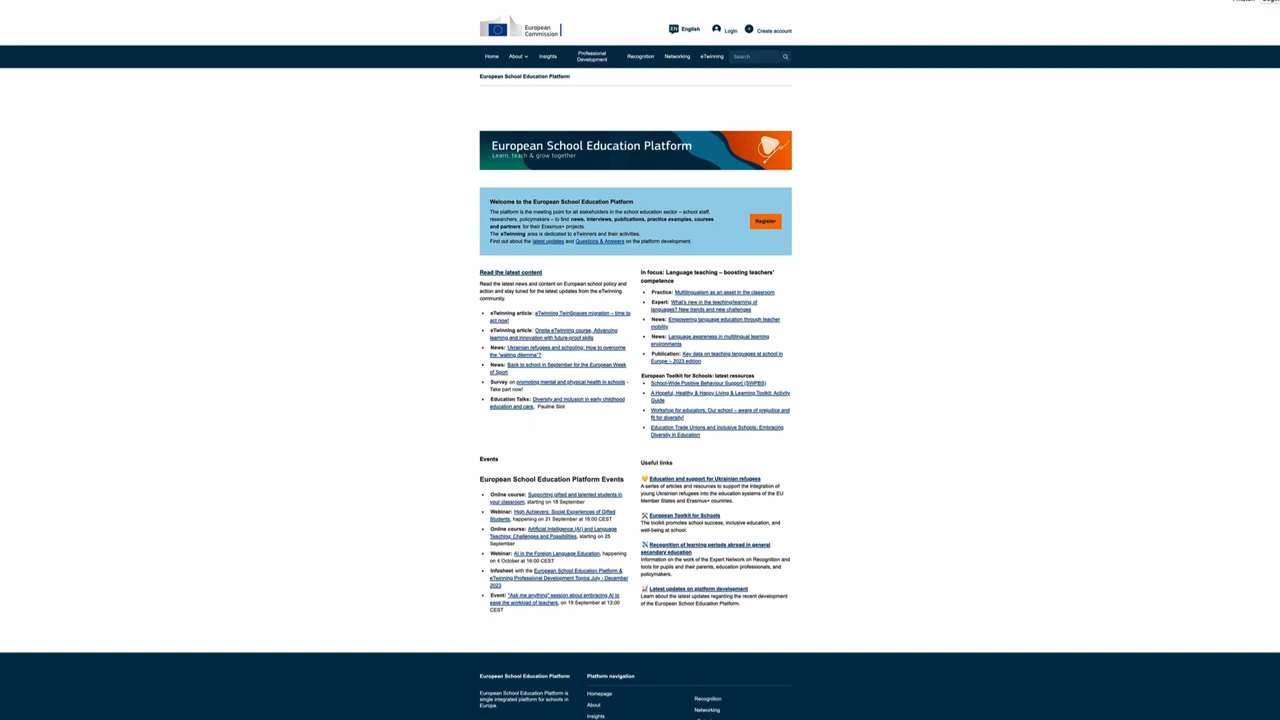 European
Commission
EN English
Login
Create account
Home
About
Insights
Professional
Development
Recognition
Networking
eTwinning
Search
European School Education Platform
European School Education Platform
Learn, teach & grow together
Welcome to the European School Education Platform
The platform is the meeting point for all stakeholders in the school education sector – school staff,
researchers, policymakers – to find news, interviews, publications, practice examples, courses
and partners for their Erasmus+ projects.
The eTwinning area is dedicated to eTwinners and their activities.
Find out about the latest updates and Questions & Answers on the platform development.
Register
Read the latest content
Read the latest news and content on European school policy and
action and stay tuned for the latest updates from the eTwinning
community.
eTwinning article: eTwinning TwinSpaces migration – time to
act now!
eTwinning article: Onsite eTwinning course, Advancing
learning and innovation with future-proof skills
News: Ukrainian refugees and schooling: How to overcome
the "waiting dilemma"?
News: Back to school in September for the European Week
of Sport
Survey on promoting mental and physical health in schools -
Take part now!
Education Talks: Diversity and inclusion in early childhood
education and care, Pauline Slot
In focus: Language teaching – boosting teachers'
competence
Practice: Multilingualism as an asset in the classroom
Expert: What's new in the teaching/learning of
languages? New trends and new challenges
News: Empowering language education through teacher
mobility
News: Language awareness in multilingual learning
environments
Publication: Key data on teaching languages at school in
Europe – 2023 edition
European Toolkit for Schools: latest resources
School-Wide Positive Behaviour Support (SWPBS)
A Hopeful, Healthy & Happy Living & Learning Toolkit: Activity
Guide
Workshop for educators: Our school – aware of prejudice and
fit for diversity!
Education Trade Unions and Inclusive Schools: Embracing
Diversity in Education
Events
European School Education Platform Events
Online course: Supporting gifted and talented students in
your classroom, starting on 18 September
Webinar: High Achievers: Social Experiences of Gifted
Students, happening on 21 September at 18:00 CEST
Online course: Artificial Intelligence (AI) and Language
Teaching: Challenges and Possibilities, starting on 25
September
Webinar: AI in the Foreign Language Education, happening
on 4 October at 16:00 CEST
Infosheet with the European School Education Platform &
eTwinning Professional Development Topics July - December
2023
Event: "Ask me anything" session about embracing AI to
ease the workload of teachers, on 19 September at 13:00
CEST
Useful links
Education and support for Ukrainian refugees
A series of articles and resources to support the integration of
young Ukrainian refugees into the education systems of the EU
Member States and Erasmus+ countries.
European Toolkit for Schools
The toolkit promotes school success, inclusive education, and
well-being at school.
Recognition of learning periods abroad in general
secondary education
Information on the work of the Expert Network on Recognition and
tools for pupils and their parents, education professionals, and
policymakers.
Latest updates on platform development
Learn about the latest updates regarding the recent development
of the European School Education Platform.
European School Education Platform
European School Education Platform is
single integrated platform for schools in
Europe.
Platform navigation
Homepage
About
Insights
Recognition
Networking